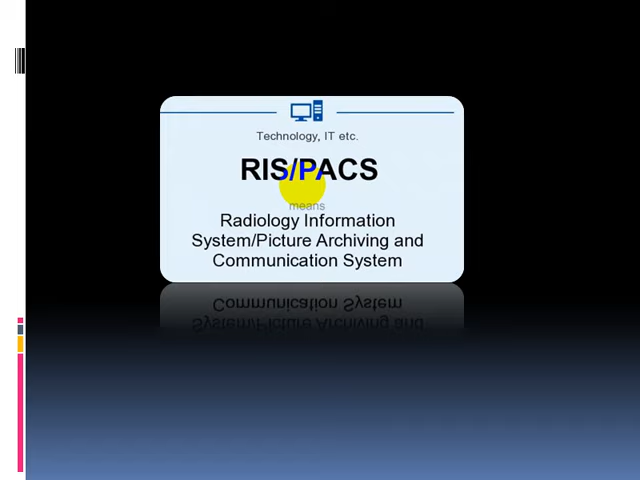 Technology, IT etc.
RIS/PACS
means
Radiology Information
System/Picture Archiving and
Communication System